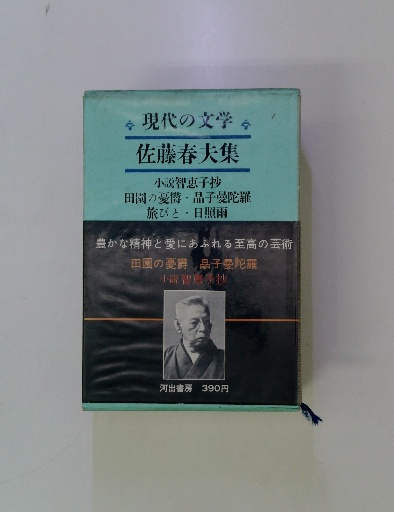 現代の文学
佐藤春夫集
小説智恵子抄
田園の憂欝・晶子曼陀羅
旅びと・日照雨
豊かな精神と愛にあふれる至高の芸術
田園の憂欝 晶子曼陀羅
小説智恵子抄
河出書房 390円